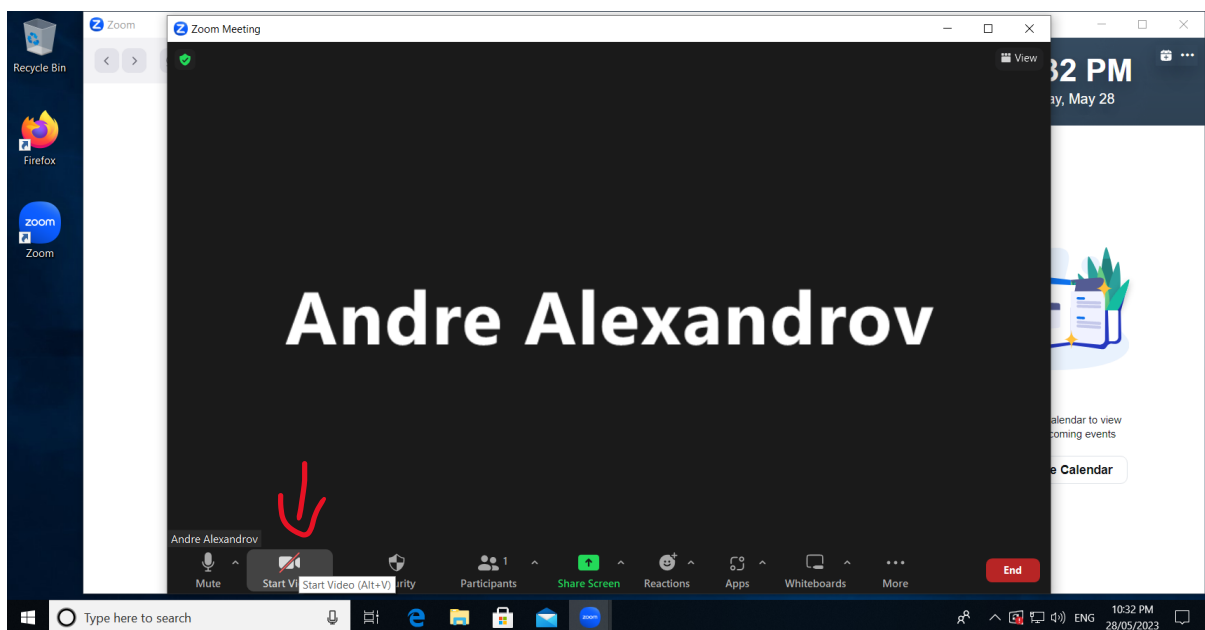 Recycle Bin
Firefox
zoom
Zoom
Zoom
Zoom Meeting
View
32 PM
ay, May 28
Andre Alexandrov
alendar to view
coming events
e Calendar
Andre Alexandrov
1
Mute
Start Vi
Start Video (Alt+V)
urity
Participants
Share Screen
Reactions
Apps
Whiteboards
More
End
Type here to search
zoom
ENG
10:32 PM
28/05/2023